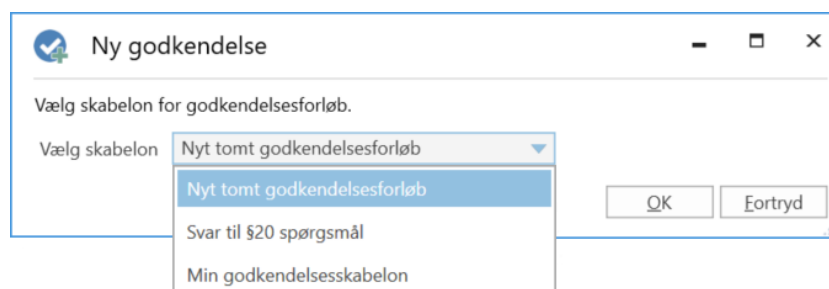 Ny godkendelse
Vælg skabelon for godkendelsesforløb.
Vælg skabelon Nyt tomt godkendelsesforløb
Nyt tomt godkendelsesforløb
OK Fortryd
Svar til §20 spørgsmål
Min godkendelsesskabelon